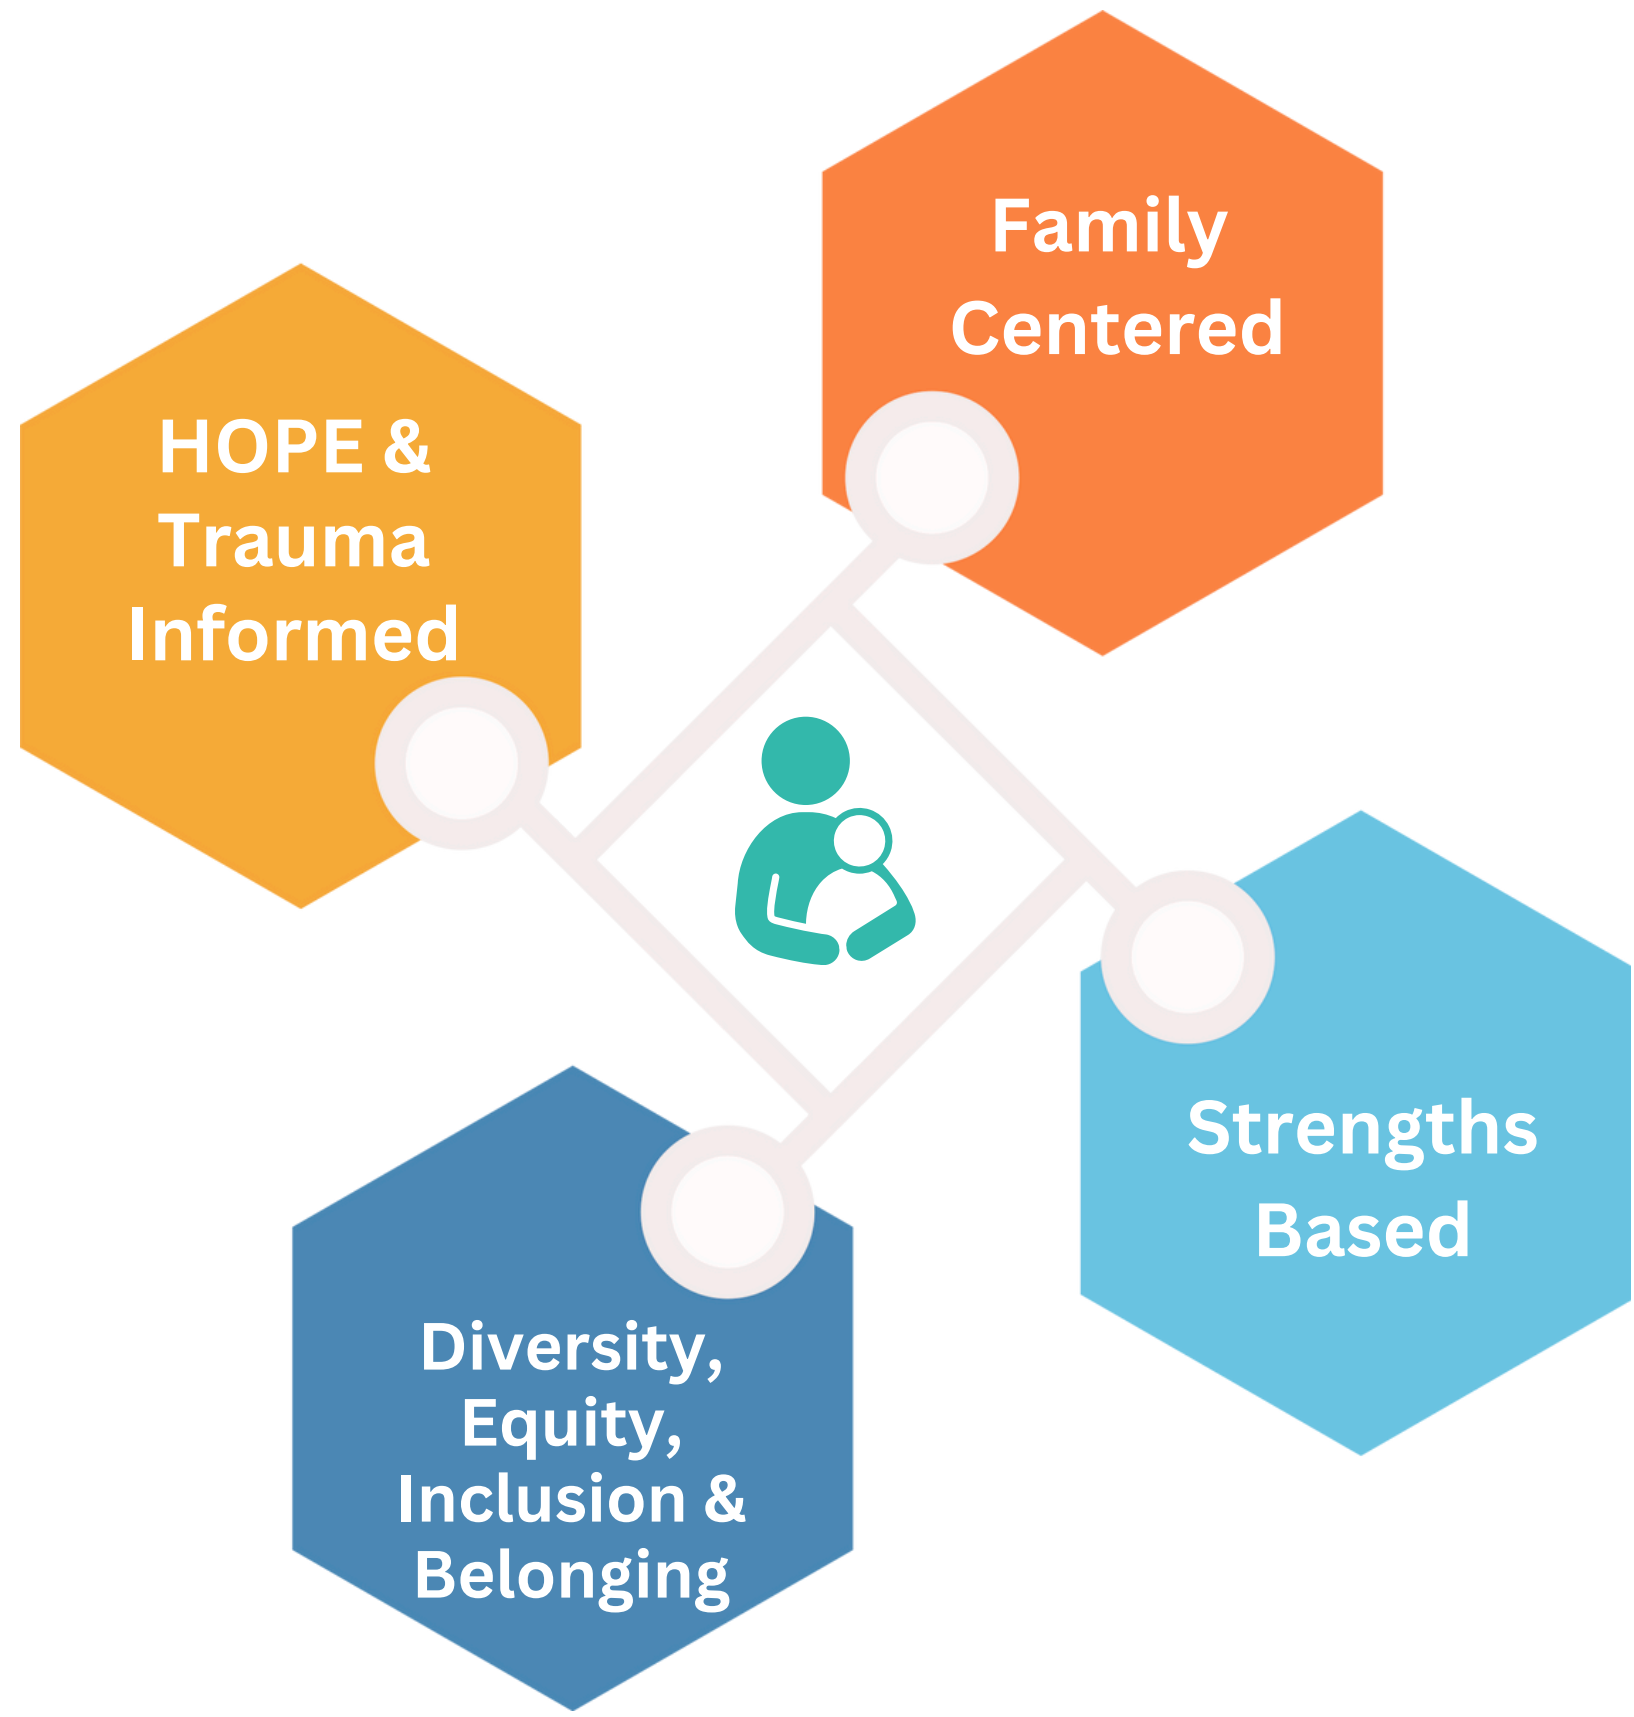 Family
Centered
HOPE &
Trauma
Informed
Strengths
Based
Diversity,
Equity,
Inclusion &
Belonging